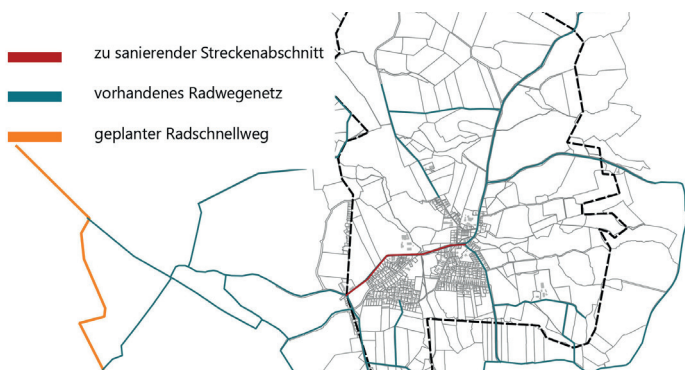 zu sanierender Streckenabschnitt
vorhandenes Radwegenetz
geplanter Radschnellweg